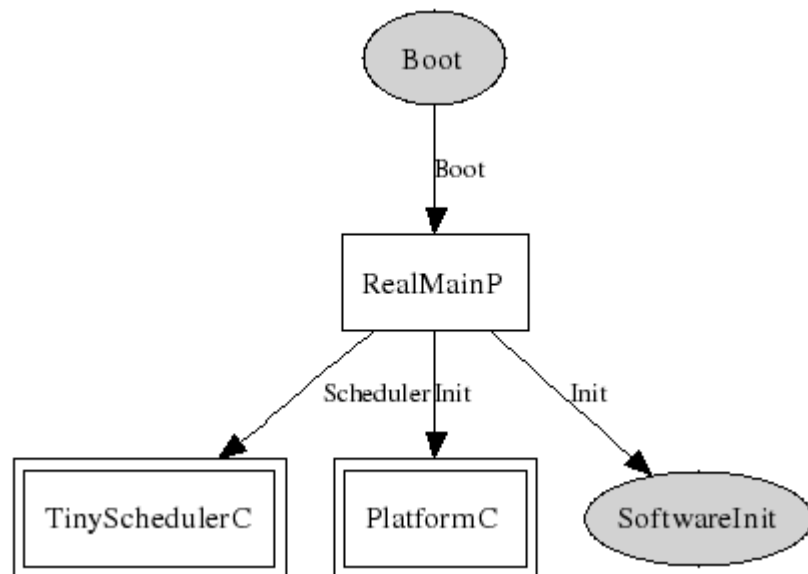 Boot
Boot
RealMainP
Scheduler Init Init
TinySchedulerC PlatformC SoftwareInit